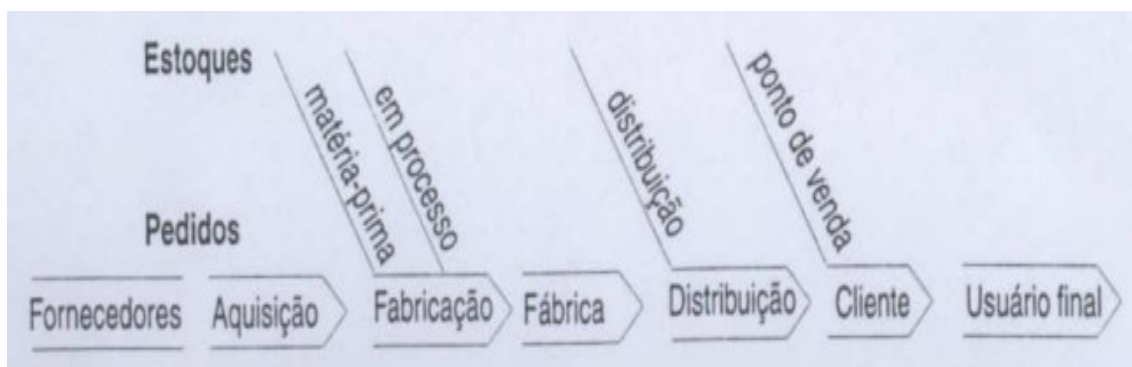 Estoques
matéria-prima
em processo
distribuição
ponto de venda
Pedidos
Fornecedores Aquisição Fabricação Fábrica Distribuição Cliente Usuário final